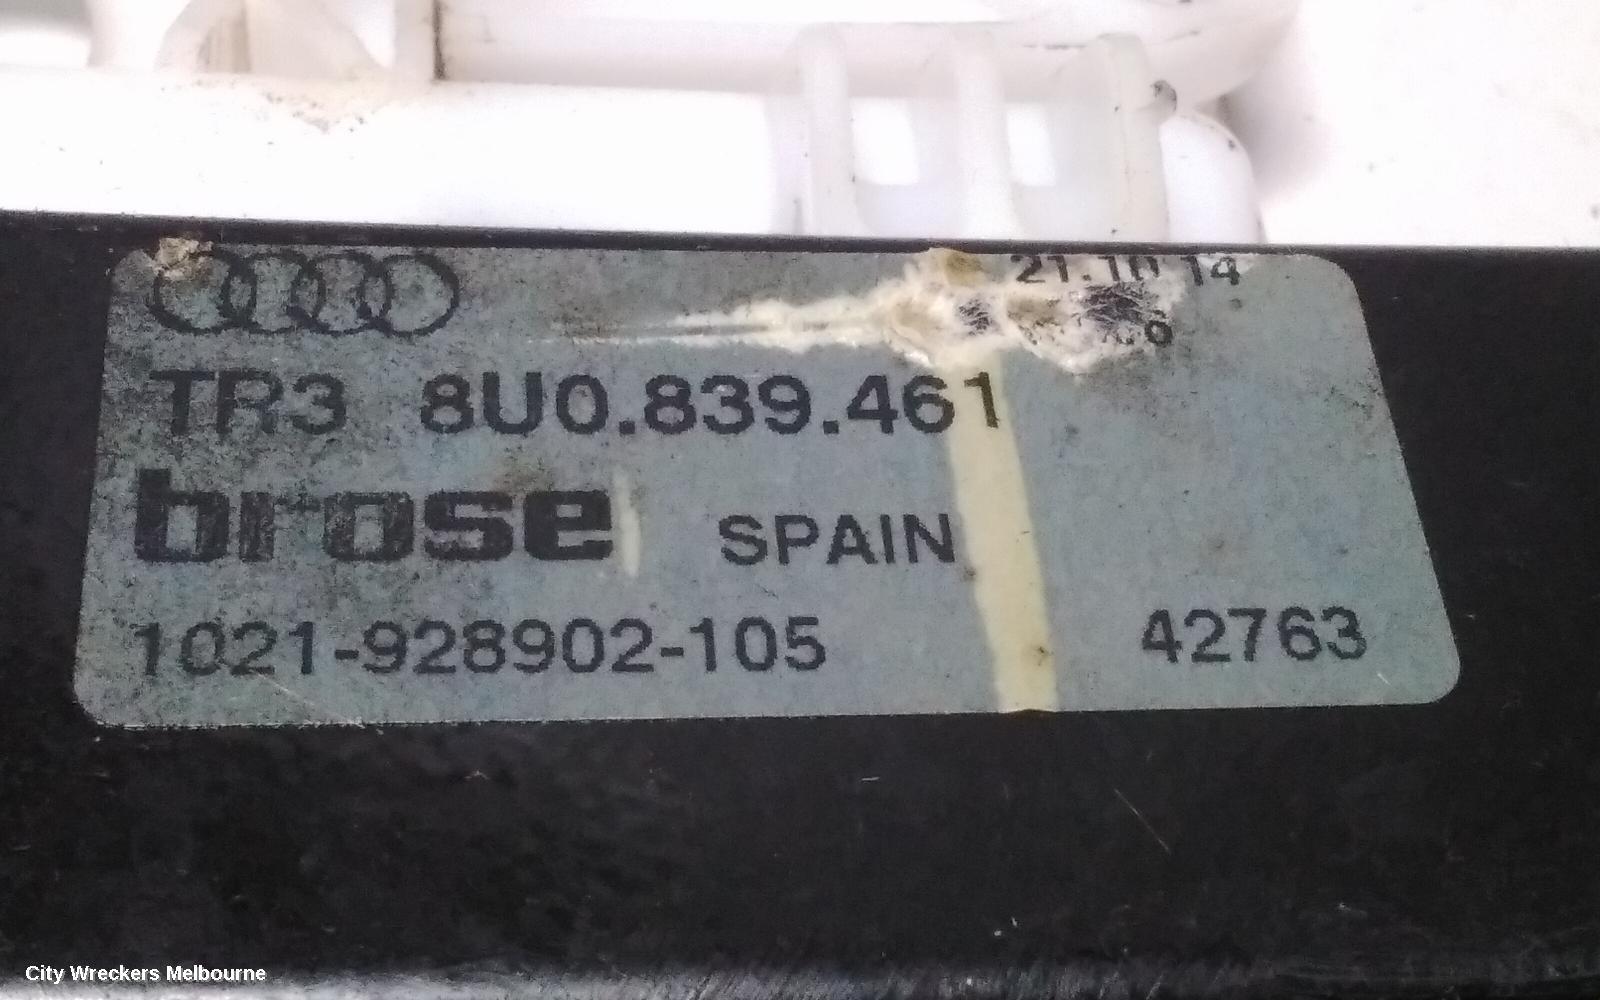 21.10.14
TR3 8U0.839.461
brose SPAIN
1021-928902-105 42763
City Wreckers Melbourne